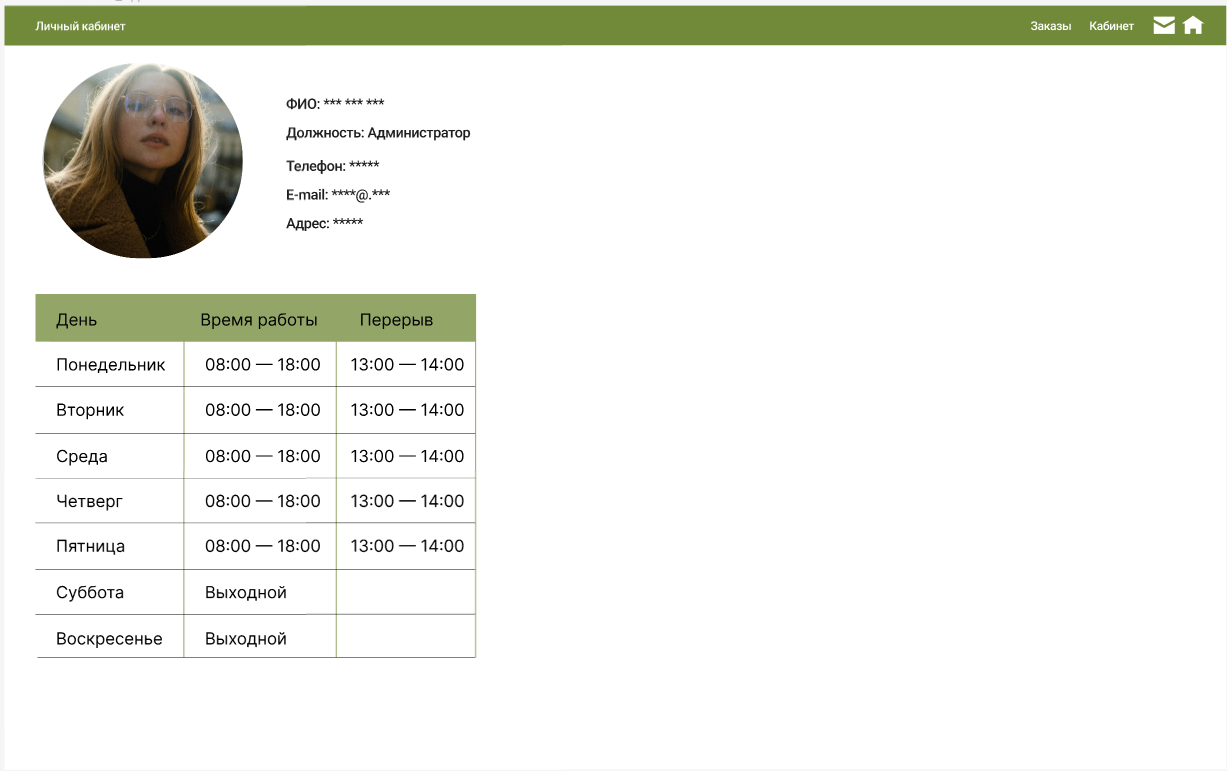 Личный кабинет Заказы Кабинет
ФИО: *** *** ***
Должность: Администратор
Телефон: *****
E-mail: ****@.***
Адрес: *****
День Время работы Перерыв
Понедельник 08:00 — 18:00 13:00 — 14:00
Вторник 08:00 — 18:00 13:00 — 14:00
Среда 08:00 — 18:00 13:00 — 14:00
Четверг 08:00 — 18:00 13:00 — 14:00
Пятница 08:00 — 18:00 13:00 — 14:00
Суббота Выходной
Воскресенье Выходной